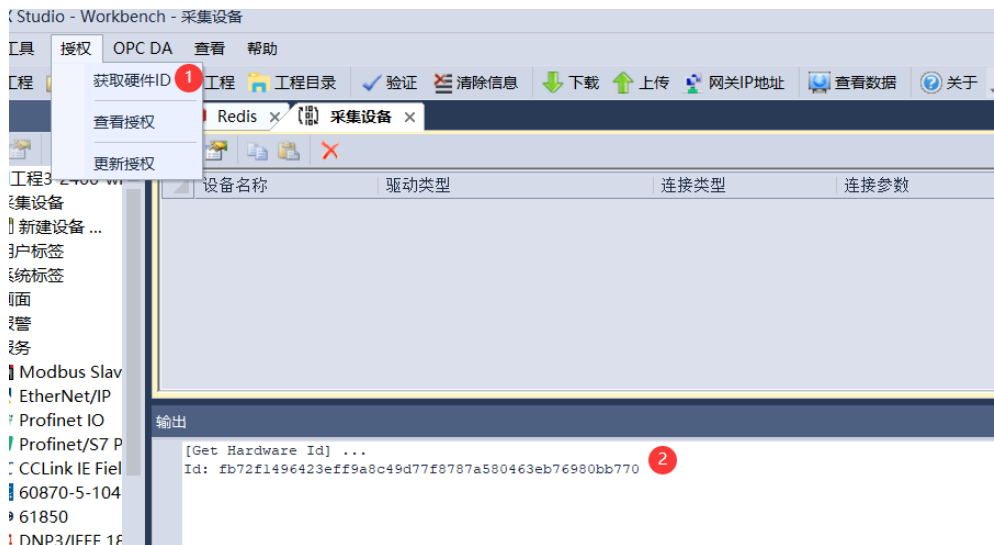 Studio - Workbench - 采集设备
工具 授权 OPC DA 查看 帮助
工程 工程 工程目录 验证 清除信息 下载 上传 网关IP地址 查看数据 关于
获取硬件ID 1
查看授权
更新授权
Redis 采集设备
设备名称 驱动类型 连接类型 连接参数
采集设备
新建设备 ...
用户标签
系统标签
画面
报警
服务
Modbus Slav
EtherNet/IP
Profinet IO
Profinet/S7 P
CCLink IE Fiel
60870-5-104
61850
DNP3/IEEE 18
输出
[Get Hardware Id] ...
Id: fb72f1496423eff9a8c49d77f8787a580463eb76980bb770 2